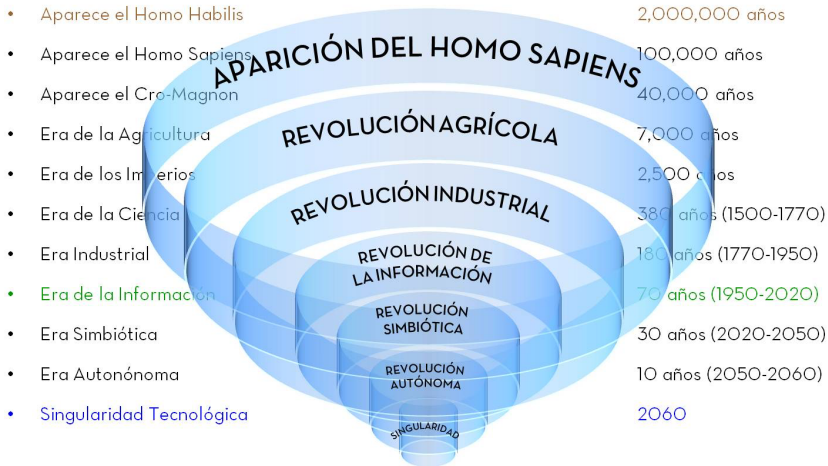 • Aparece el Homo Habilis 2,000,000 años
• Aparece el Homo Sapiens 100,000 años
• Aparece el Cro-Magnon 40,000 años
• Era de la Agricultura 7,000 años
• Era de los Imperios 2,500 años
• Era de la Ciencia 380 años (1500-1770)
• Era Industrial 180 años (1770-1950)
• Era de la Información 70 años (1950-2020)
• Era Simbiótica 30 años (2020-2050)
• Era Autonónoma 10 años (2050-2060)
• Singularidad Tecnológica 2060
APARICIÓN DEL HOMO SAPIENS
REVOLUCIÓN AGRÍCOLA
REVOLUCIÓN INDUSTRIAL
REVOLUCIÓN DE
LA INFORMACIÓN
REVOLUCIÓN
SIMBIÓTICA
REVOLUCIÓN
AUTÓNOMA
SINGULARIDAD